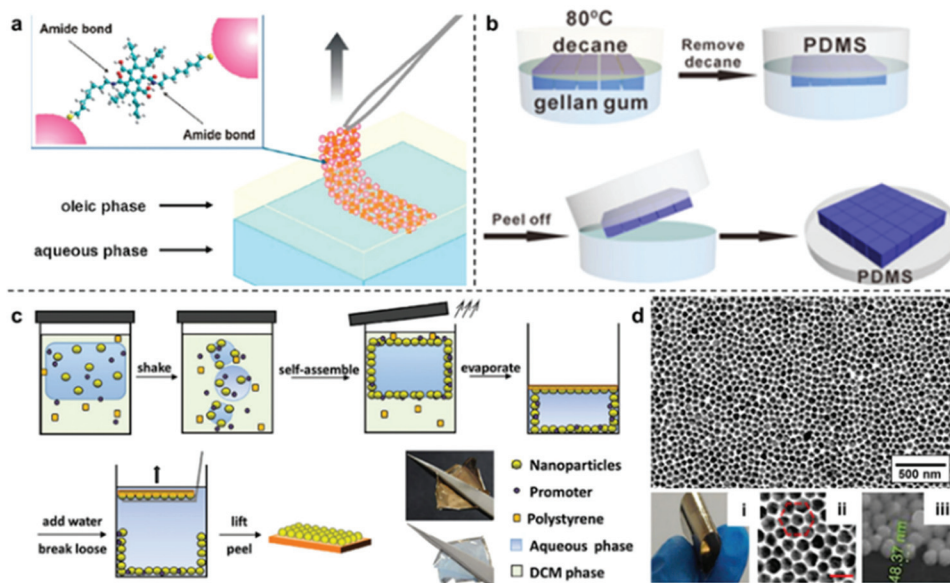 a
Amide bond
Amide bond
oleic phase
aqueous phase
b
80ºC
decane
gellan gum
Remove
decane
PDMS
Peel off
PDMS
c
shake
self-assemble
evaporate
add water
break loose
lift
peel
Nanoparticles
Promoter
Polystyrene
Aqueous phase
DCM phase
d
500 nm
i
ii
iii
48.37 nm